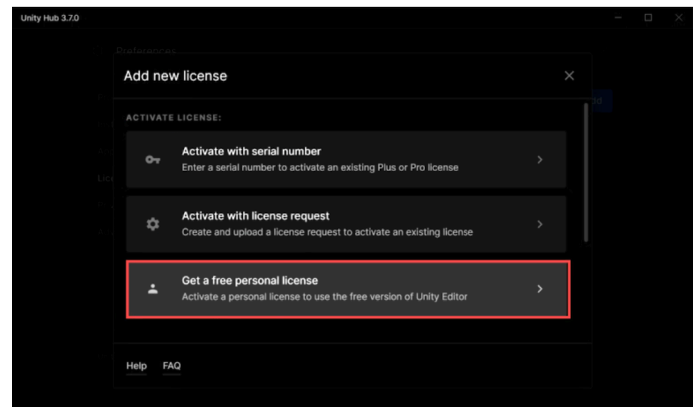 Unity Hub 3.7.0
Preferences
Add new license
ACTIVATE LICENSE:
Activate with serial number
Enter a serial number to activate an existing Plus or Pro license
Activate with license request
Create and upload a license request to activate an existing license
Get a free personal license
Activate a personal license to use the free version of Unity Editor
Help FAQ